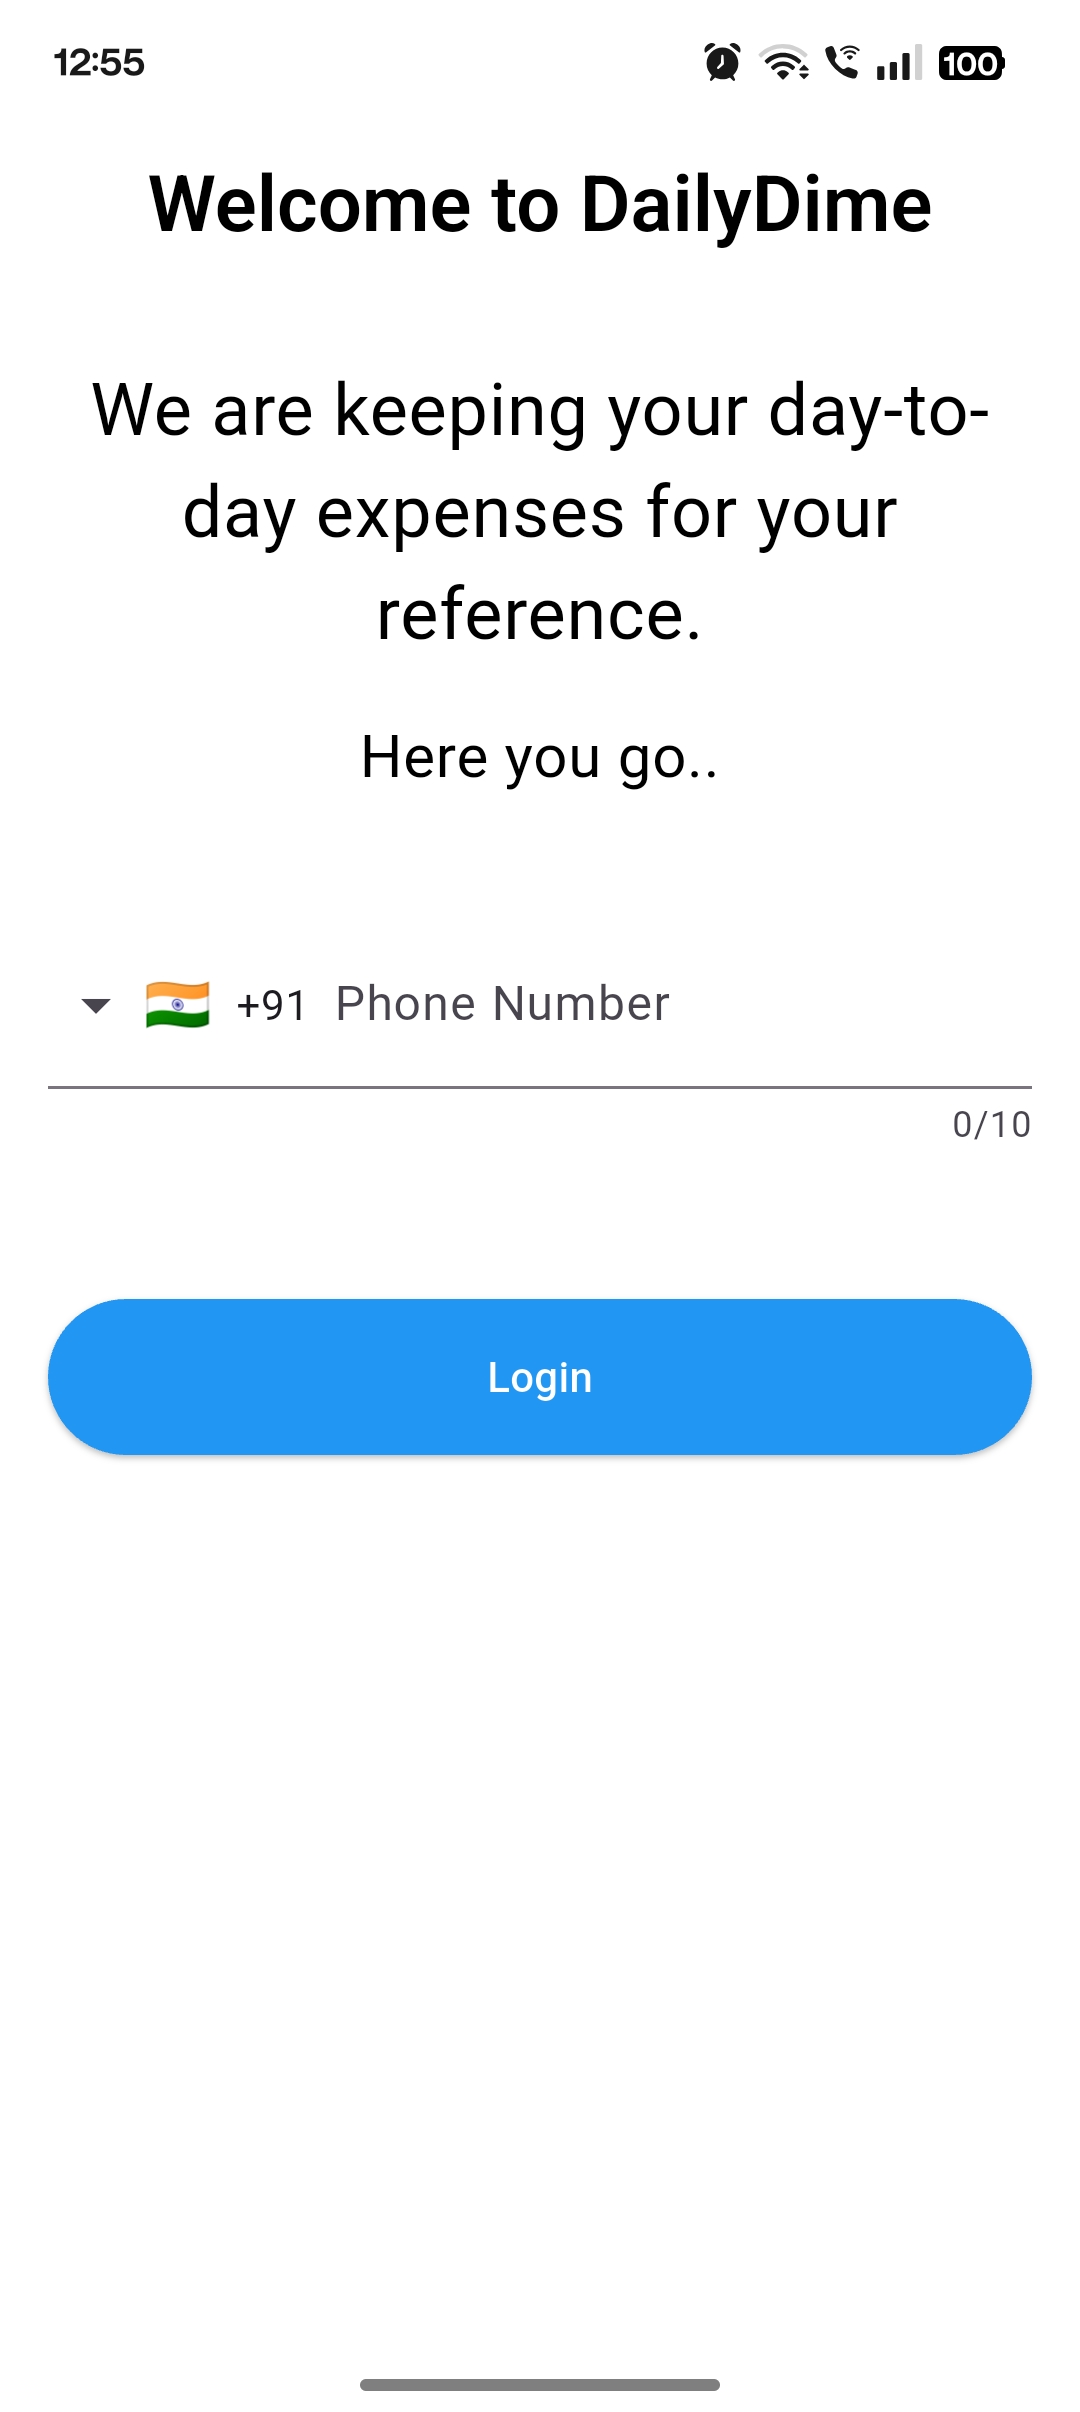 12:55
100
Welcome to DailyDime
We are keeping your day-to-
day expenses for your
reference.
Here you go..
+91 Phone Number
0/10
Login